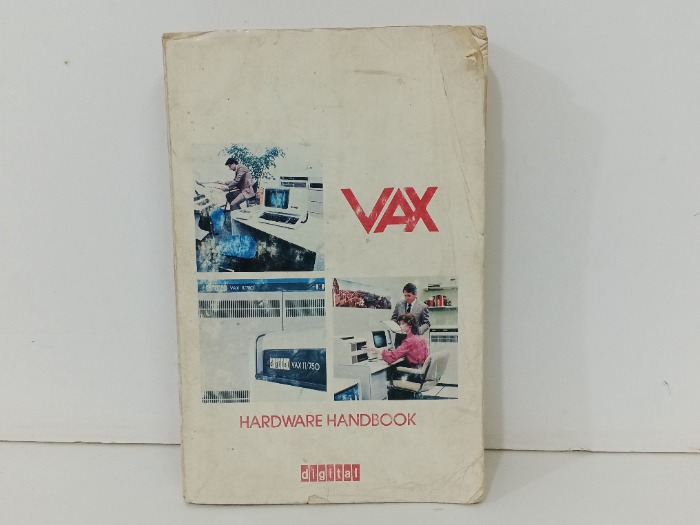 VAX
VAX 11/780
digital VAX 11/750
HARDWARE HANDBOOK
digital